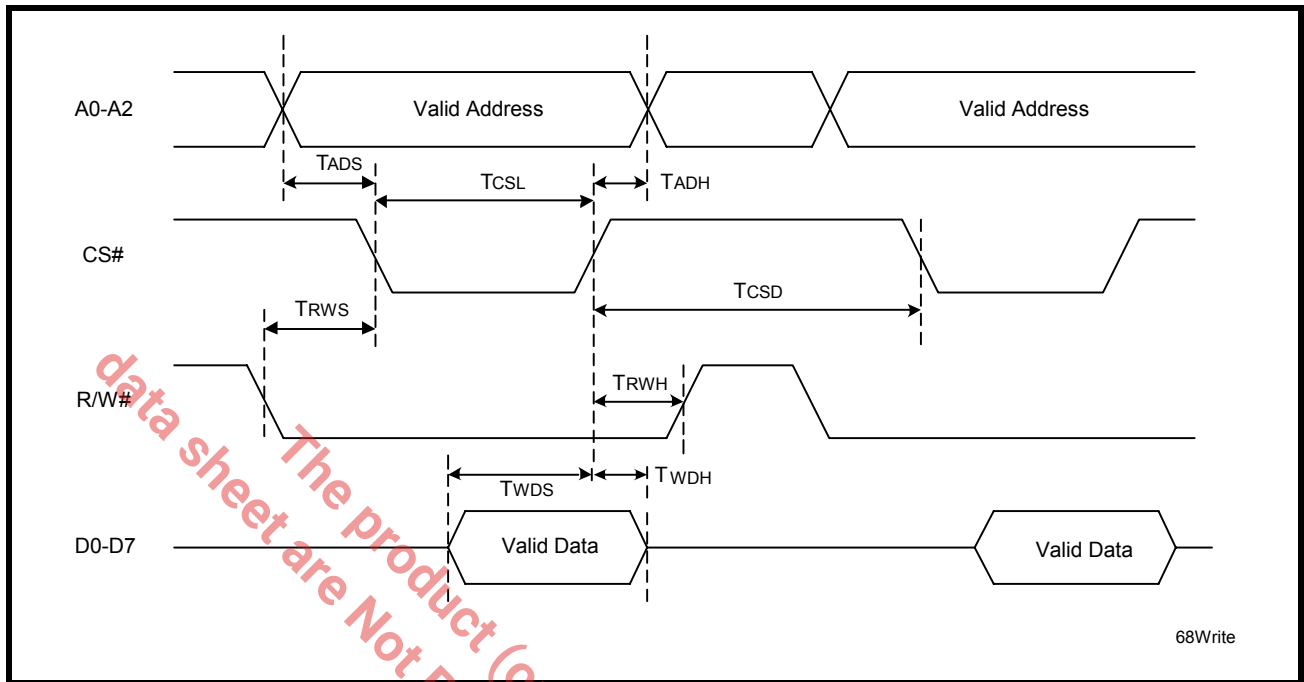 A0-A2
Valid Address
Valid Address
TADS
TCSL
TADH
CS#
TCSD
TRWS
R/W#
TRWH
TWDS
TWDH
D0-D7
Valid Data
Valid Data
68Write
The product (o
data sheet are Not